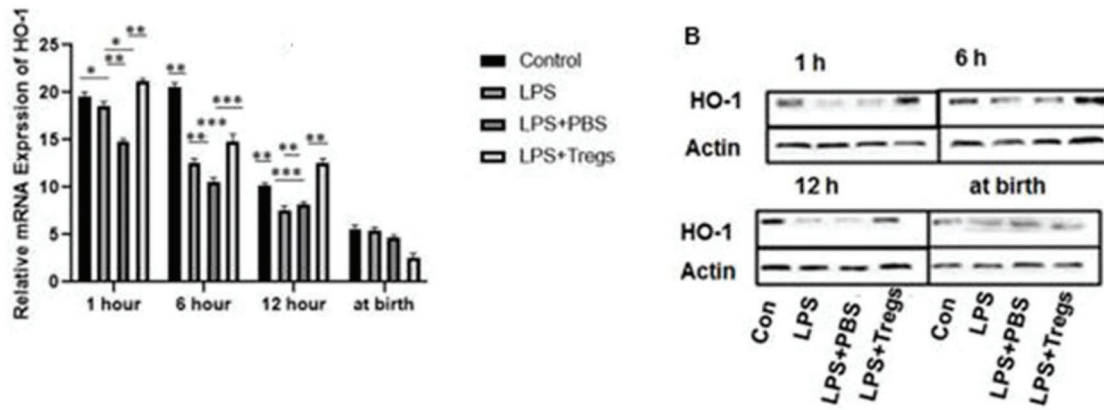 Relative mRNA Exprssion of HO-1
25
20
15
10
5
0
* ** * **
** ** *** ***
** *** ** **
1 hour 6 hour 12 hour at birth
Control
LPS
LPS+PBS
LPS+Tregs
B
1 h 6 h
HO-1
Actin
12 h at birth
HO-1
Actin
Con LPS LPS+PBS LPS+Tregs Con LPS LPS+PBS LPS+Tregs